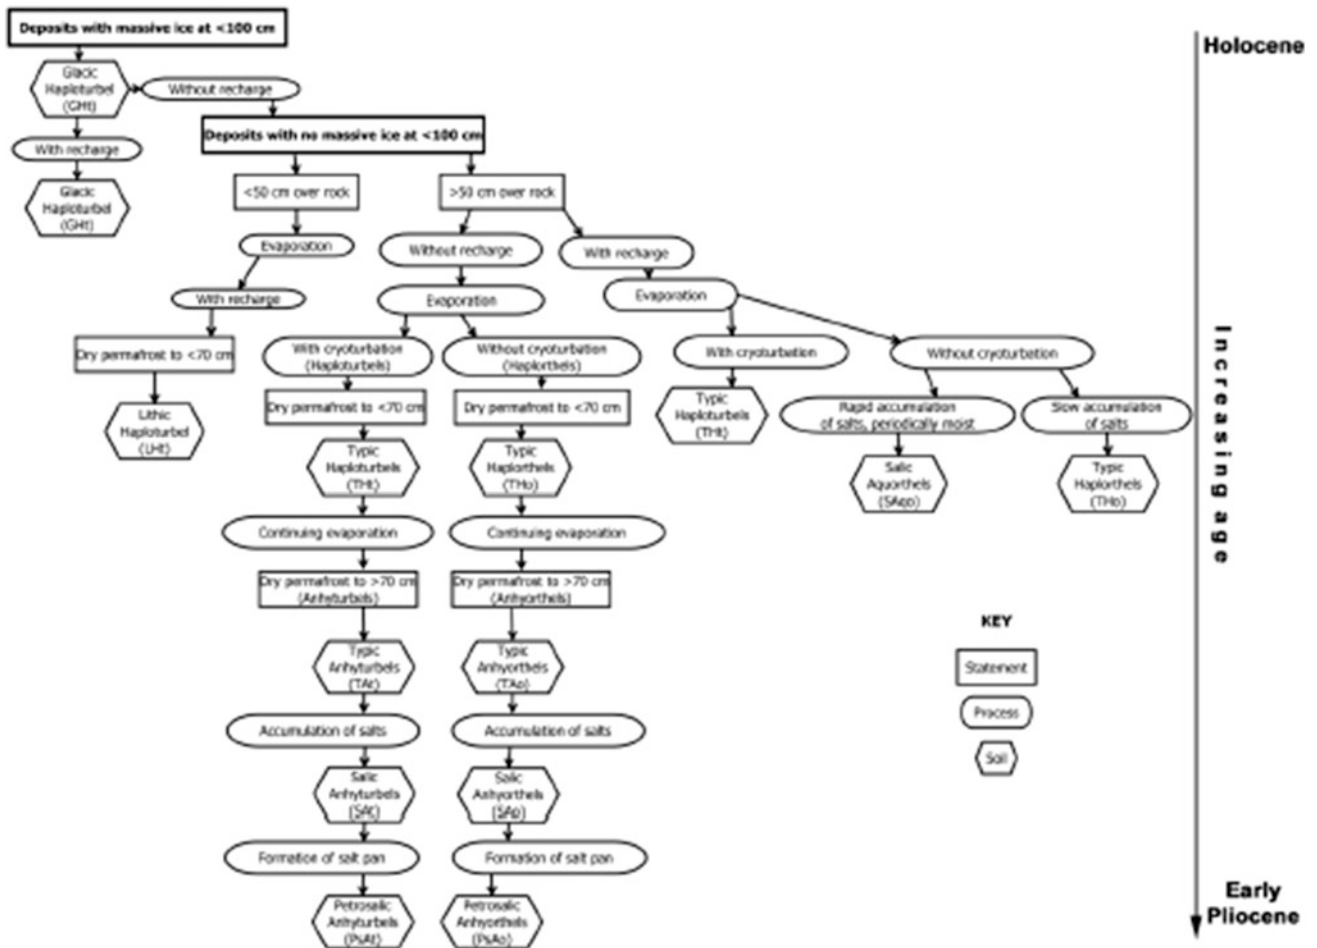 Deposits with massive ice at <100 cm
Holocene
Glacic
Haploturbel
(GHt)
Without recharge
Deposits with no massive ice at <100 cm
With recharge
Glacic
Haploturbel
(GHt)
<50 cm over rock
>50 cm over rock
Evaporation
Without recharge
With recharge
With recharge
Evaporation
Evaporation
Dry permafrost to <70 cm
With cryoturbation
(Haploturbels)
Without cryoturbation
(Haplorthels)
With cryoturbation
Without cryoturbation
Lithic
Haploturbel
(LHt)
Dry permafrost to <70 cm
Dry permafrost to <70 cm
Typic
Haploturbels
(THt)
Rapid accumulation
of salts, periodically moist
Slow accumulation
of salts
Typic
Haploturbels
(THt)
Typic
Haplorthels
(THo)
Salic
Aquorthels
(SAqo)
Typic
Haplorthels
(THo)
Increasing age
Continuing evaporation
Continuing evaporation
Dry permafrost to >70 cm
(Anhyturbels)
Dry permafrost to >70 cm
(Anhyorthels)
Typic
Anhyturbels
(TAt)
Typic
Anhyorthels
(TAo)
Accumulation of salts
Accumulation of salts
Salic
Anhyturbels
(SAt)
Salic
Anhyorthels
(SAo)
Formation of salt pan
Formation of salt pan
Petrosalic
Anhyturbels
(PsAt)
Petrosalic
Anhyorthels
(PsAo)
KEY
Statement
Process
Soil
Early
Pliocene